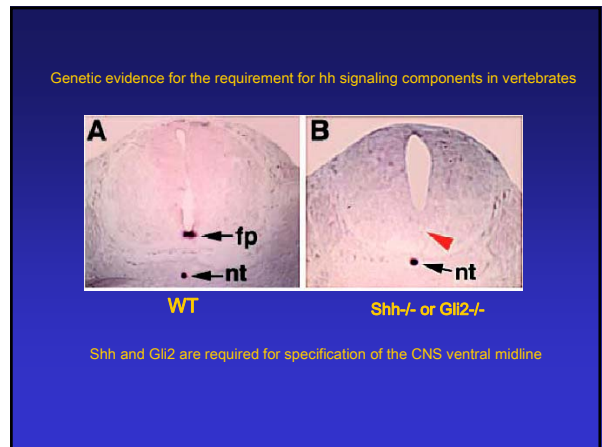 Genetic evidence for the requirement for hh signaling components in vertebrates
A
B
fp
nt
nt
WT
Shh-/- or Gli2-/-
Shh and Gli2 are required for specification of the CNS ventral midline